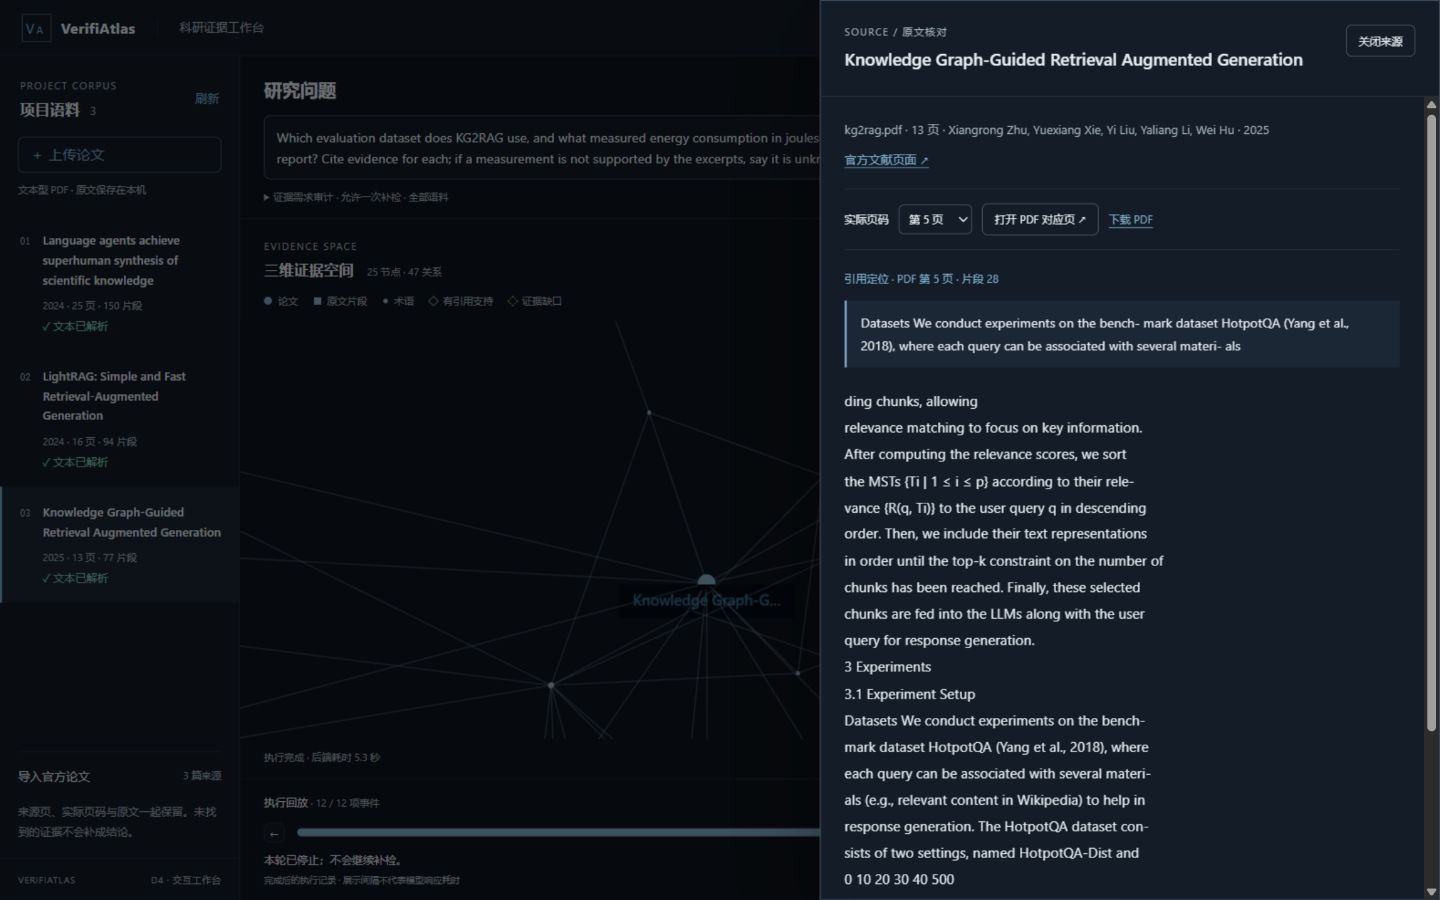 VA VerifiAtlas 科研证据工作台
PROJECT CORPUS
项目语料 3 刷新
+ 上传论文
文本型 PDF · 原文保存在本机
01 Language agents achieve
superhuman synthesis of
scientific knowledge
2024 · 25 页 · 150 片段
✓ 文本已解析
02 LightRAG: Simple and Fast
Retrieval-Augmented
Generation
2024 · 16 页 · 94 片段
✓ 文本已解析
03 Knowledge Graph-Guided
Retrieval Augmented Generation
2025 · 13 页 · 77 片段
✓ 文本已解析
导入官方论文 3 篇来源
来源页、实际页码与原文一起保留。未找
到的证据不会补成结论。
VERIFIATLAS D4 · 交互工作台
研究问题
Which evaluation dataset does KG2RAG use, and what measured energy consumption in joules
report? Cite evidence for each; if a measurement is not supported by the excerpts, say it is unkn
▶ 证据需求审计 · 允许一次补检 · 全部语料
EVIDENCE SPACE
三维证据空间 25 节点 · 47 关系
论文 原文片段 术语 有引用支持 证据缺口
Knowledge Graph-G...
执行完成 · 后端耗时 5.3 秒
执行回放 · 12 / 12 项事件
←
本轮已停止；不会继续补检。
完成后的执行记录 · 展示间隔不代表模型响应耗时
SOURCE / 原文核对
Knowledge Graph-Guided Retrieval Augmented Generation
关闭来源
kg2rag.pdf · 13 页 · Xiangrong Zhu, Yuexiang Xie, Yi Liu, Yaliang Li, Wei Hu · 2025
官方文献页面 ↗
实际页码 第 5 页 打开 PDF 对应页 ↗ 下载 PDF
引用定位 · PDF 第 5 页 · 片段 28
Datasets We conduct experiments on the bench- mark dataset HotpotQA (Yang et al.,
2018), where each query can be associated with several materi- als
ding chunks, allowing
relevance matching to focus on key information.
After computing the relevance scores, we sort
the MSTs {Ti | 1 ≤ i ≤ p} according to their rele-
vance {R(q, Ti)} to the user query q in descending
order. Then, we include their text representations
in order until the top-k constraint on the number of
chunks has been reached. Finally, these selected
chunks are fed into the LLMs along with the user
query for response generation.
3 Experiments
3.1 Experiment Setup
Datasets We conduct experiments on the bench-
mark dataset HotpotQA (Yang et al., 2018), where
each query can be associated with several materi-
als (e.g., relevant content in Wikipedia) to help in
response generation. The HotpotQA dataset con-
sists of two settings, named HotpotQA-Dist and
0 10 20 30 40 500